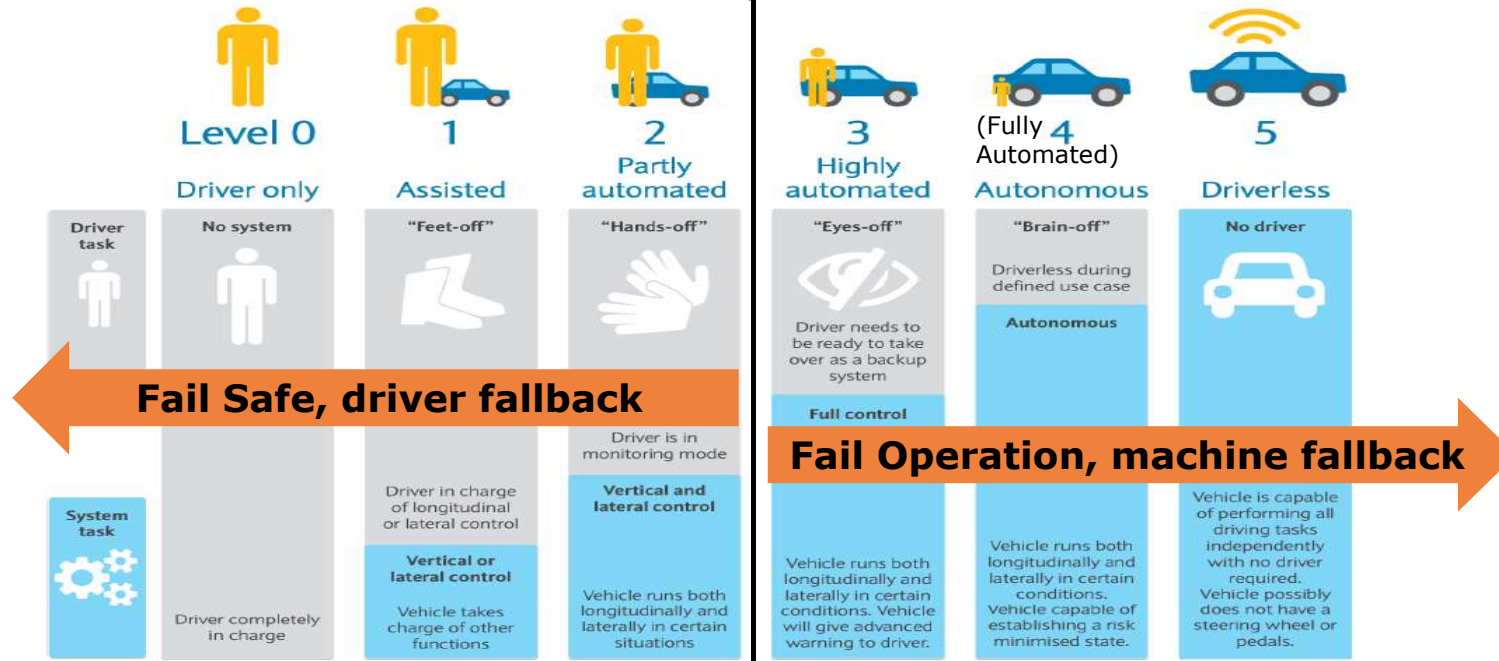 Level 0
1
2
Partly
automated
3
Highly
automated
(Fully
Automated)
4
5
Driver only
Assisted
Autonomous
Driverless
Driver
task
No system
"Feet-off"
"Hands-off"
"Eyes-off"
Driver needs to
be ready to take
over as a backup
system
Full control
"Brain-off"
Driverless during
defined use case
Autonomous
No driver
Fail Safe, driver fallback
Fail Operation, machine fallback
System
task
Driver completely
in charge
Driver in charge
of longitudinal
or lateral control
Vertical or
lateral control
Vehicle takes
charge of other
functions
Driver is in
monitoring mode
Vertical and
lateral control
Vehicle runs both
longitudinally and
laterally in certain
situations
Vehicle runs both
longitudinally and
laterally in certain
conditions. Vehicle
will give advanced
warning to driver.
Vehicle runs both
longitudinally and
laterally in certain
conditions.
Vehicle capable of
establishing a risk
minimised state.
Vehicle is capable
of performing all
driving tasks
independently
with no driver
required.
Vehicle possibly
does not have a
steering wheel or
pedals.